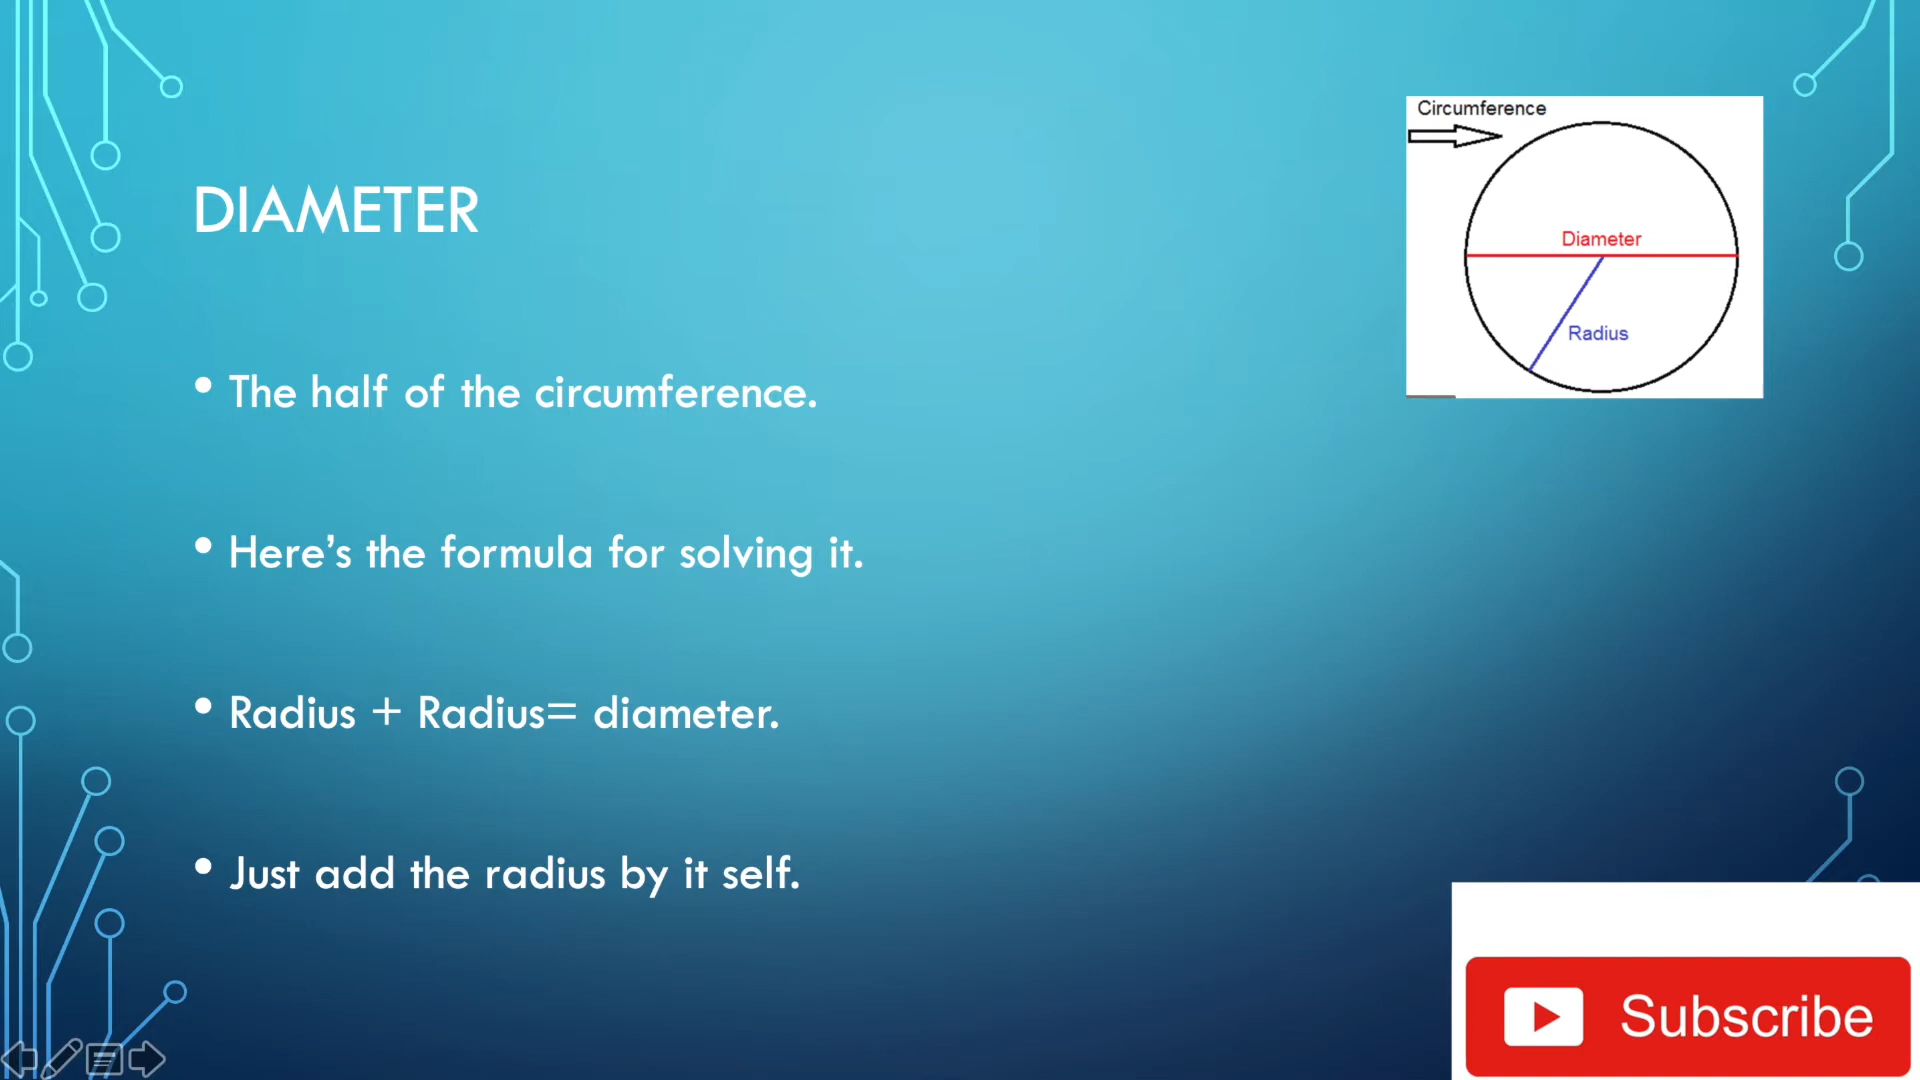 DIAMETER
• The half of the circumference.
• Here's the formula for solving it.
• Radius + Radius= diameter.
• Just add the radius by it self.
Circumference
Diameter
Radius
Subscribe